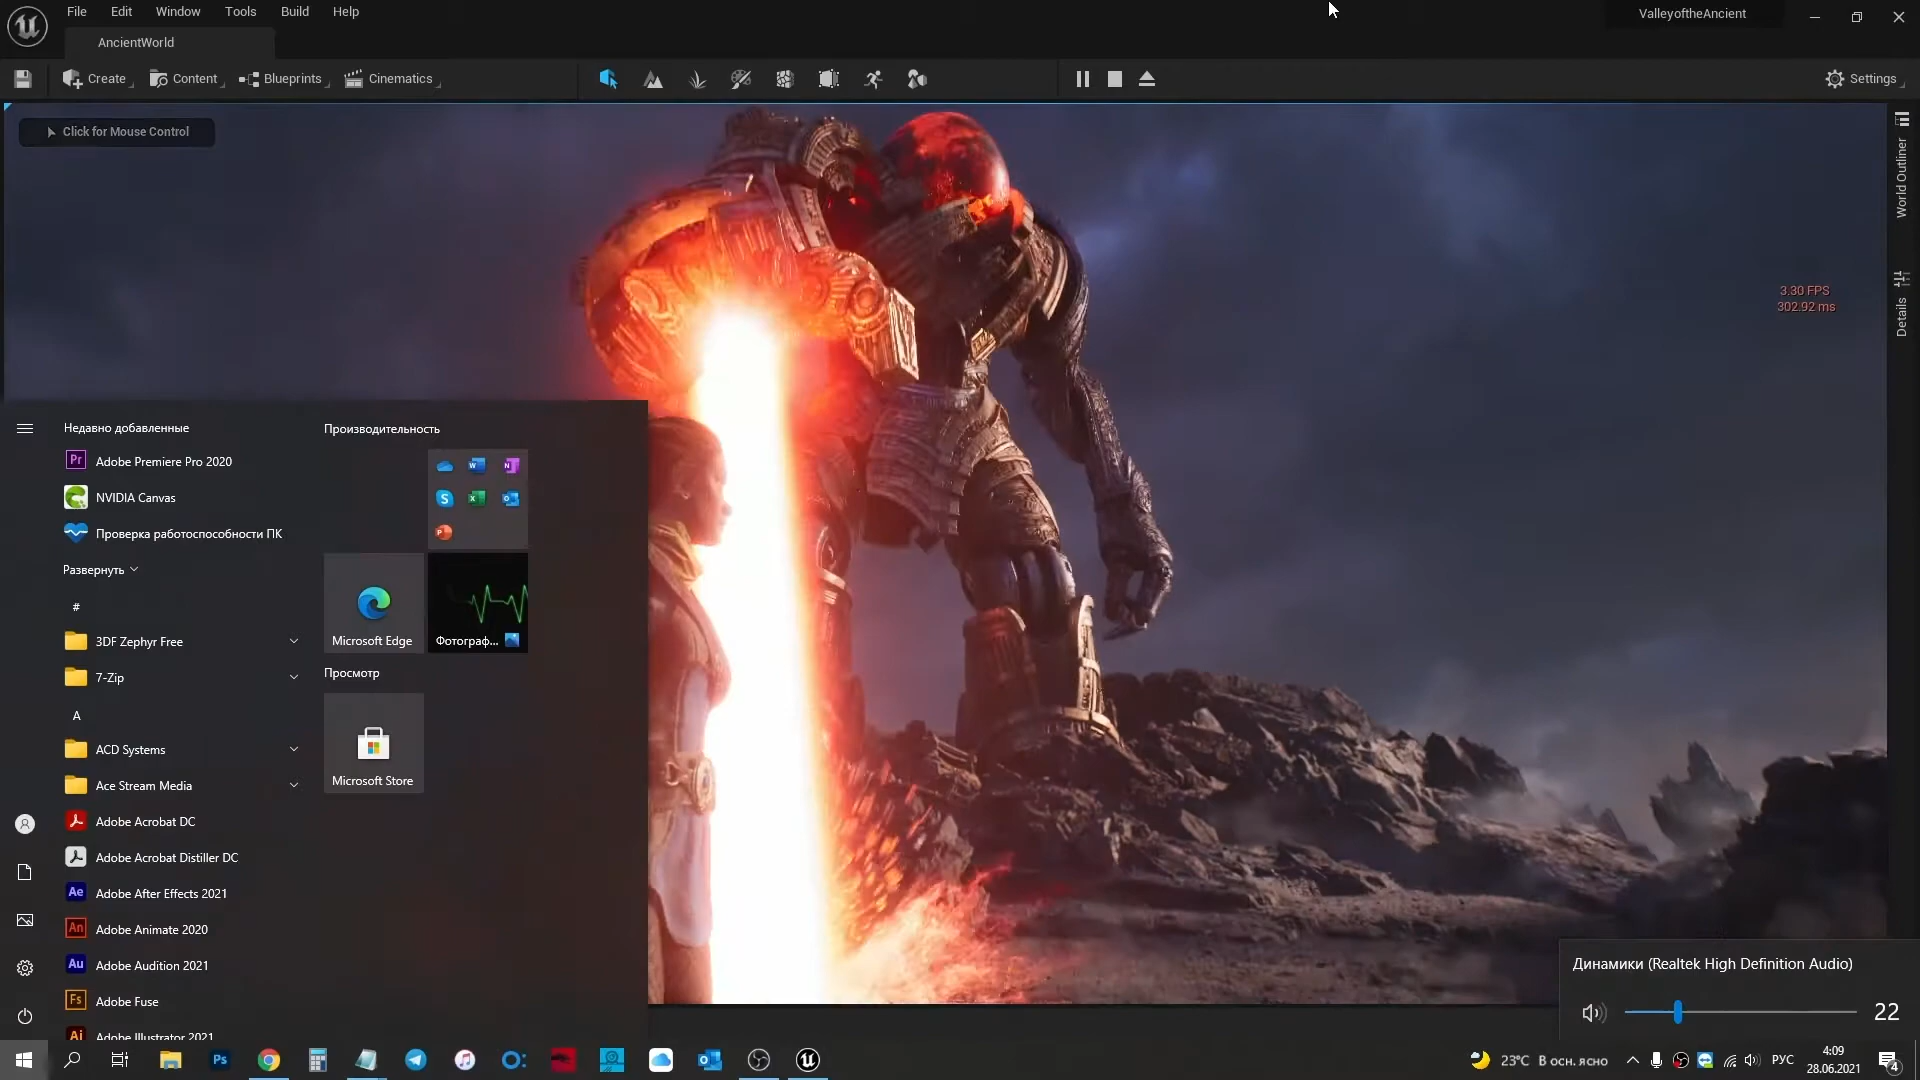 File Edit Window Tools Build Help
ValleyoftheAncient
AncientWorld
Create Content Blueprints Cinematics
Settings
Click for Mouse Control
World Outliner
Details
3.30 FPS
302.92 ms
Недавно добавленные
Adobe Premiere Pro 2020
NVIDIA Canvas
Проверка работоспособности ПК
Развернуть
#
3DF Zephyr Free
7-Zip
A
ACD Systems
Ace Stream Media
Adobe Acrobat DC
Adobe Acrobat Distiller DC
Adobe After Effects 2021
Adobe Animate 2020
Adobe Audition 2021
Adobe Fuse
Adobe Illustrator 2021
Производительность
Microsoft Edge
Фотограф...
Просмотр
Microsoft Store
Динамики (Realtek High Definition Audio)
22
23°C В осн. ясно
РУС
4:09
28.06.2021
4